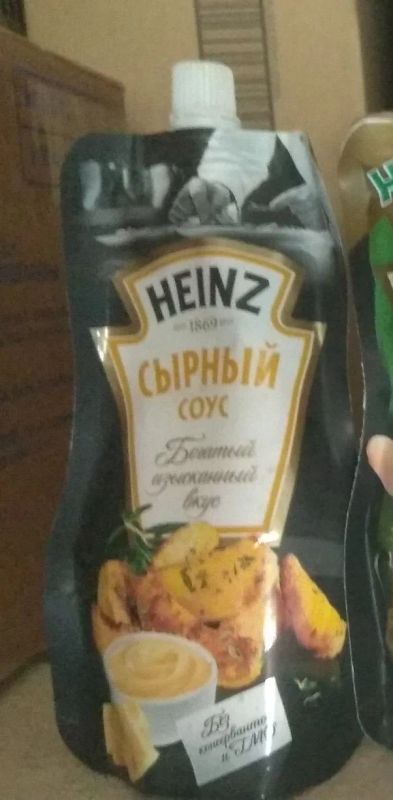 HEINZ
1869
СЫРНЫЙ
СОУС
Богатый
изысканный
вкус
Без
консервантов
и ГМО